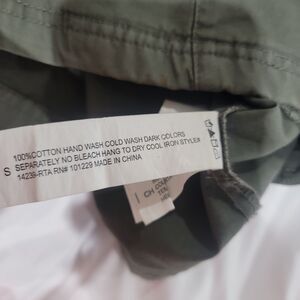 100%COTTON HAND WASH COLD WASH DARK COLORS
S SEPARATELY NO BLEACH HANG TO DRY COOL IRON STYLE#
14239-RTA RN# 101229 MADE IN CHINA
CH